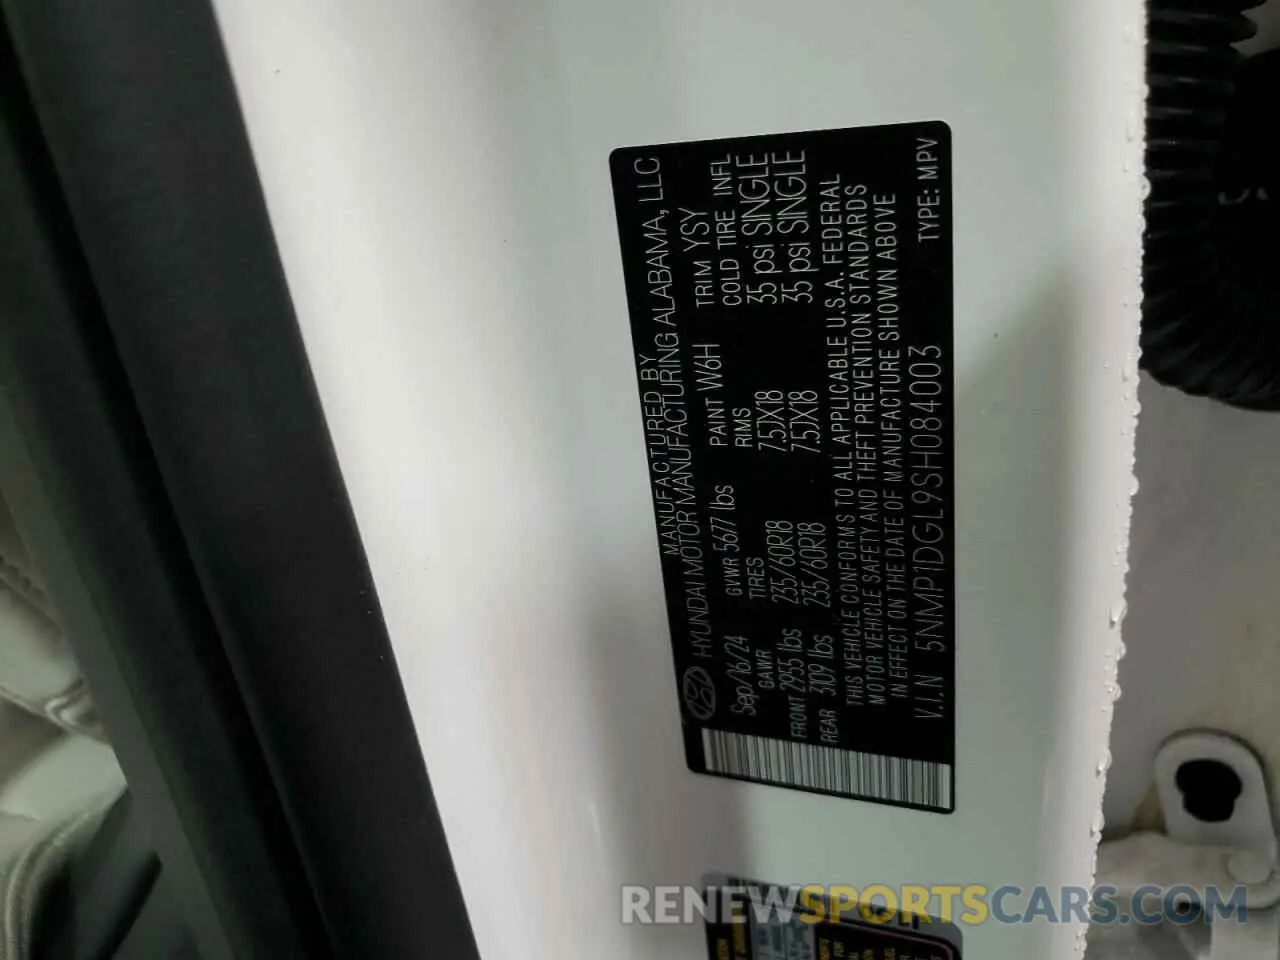 MANUFACTURED BY
HYUNDAI MOTOR MANUFACTURING ALABAMA, LLC
Sep/16/24 GVWR 5677 lbs PAINT W6H TRIM YSY
GAWR TIRES RIMS COLD TIRE INFL
FRONT 2955 lbs 235/60R18 7.5JX18 35 psi SINGLE
REAR 3109 lbs 235/60R18 7.5JX18 35 psi SINGLE
THIS VEHICLE CONFORMS TO ALL APPLICABLE U.S.A. FEDERAL
MOTOR VEHICLE SAFETY AND THEFT PREVENTION STANDARDS
IN EFFECT ON THE DATE OF MANUFACTURE SHOWN ABOVE
V.I.N 5NMP1DGL9SH084003 TYPE: MPV
RENEWSPORTSCARS.COM